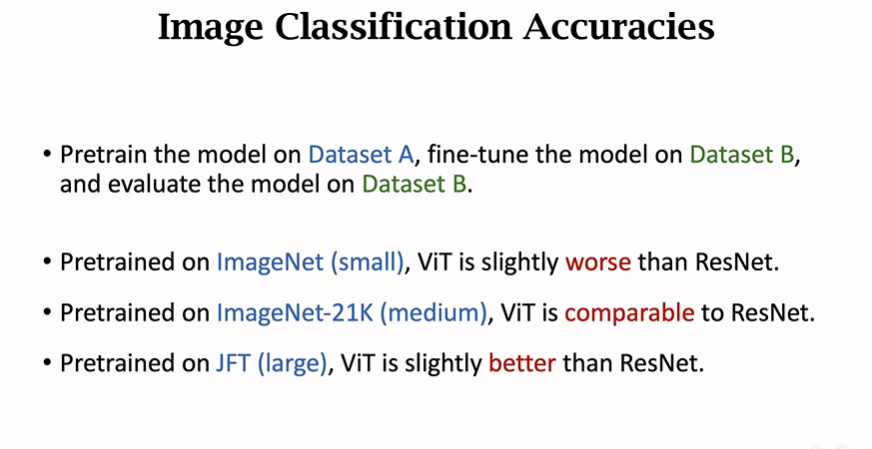 Image Classification Accuracies
• Pretrain the model on Dataset A, fine-tune the model on Dataset B,
and evaluate the model on Dataset B.
• Pretrained on ImageNet (small), ViT is slightly worse than ResNet.
• Pretrained on ImageNet-21K (medium), ViT is comparable to ResNet.
• Pretrained on JFT (large), ViT is slightly better than ResNet.